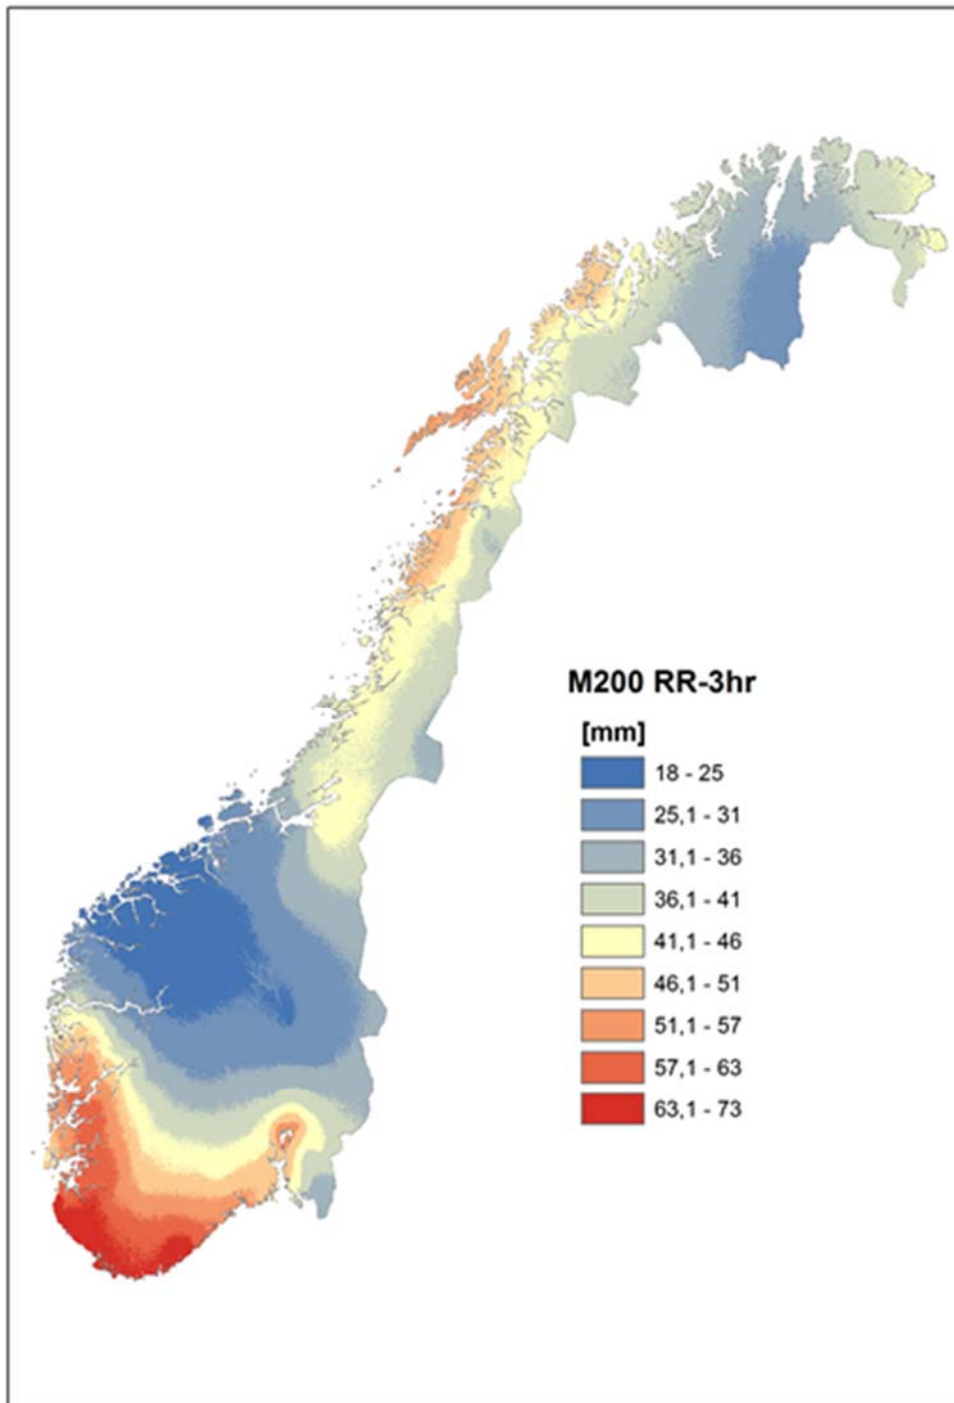 M200 RR-3hr
[mm]
18 - 25
25,1 - 31
31,1 - 36
36,1 - 41
41,1 - 46
46,1 - 51
51,1 - 57
57,1 - 63
63,1 - 73